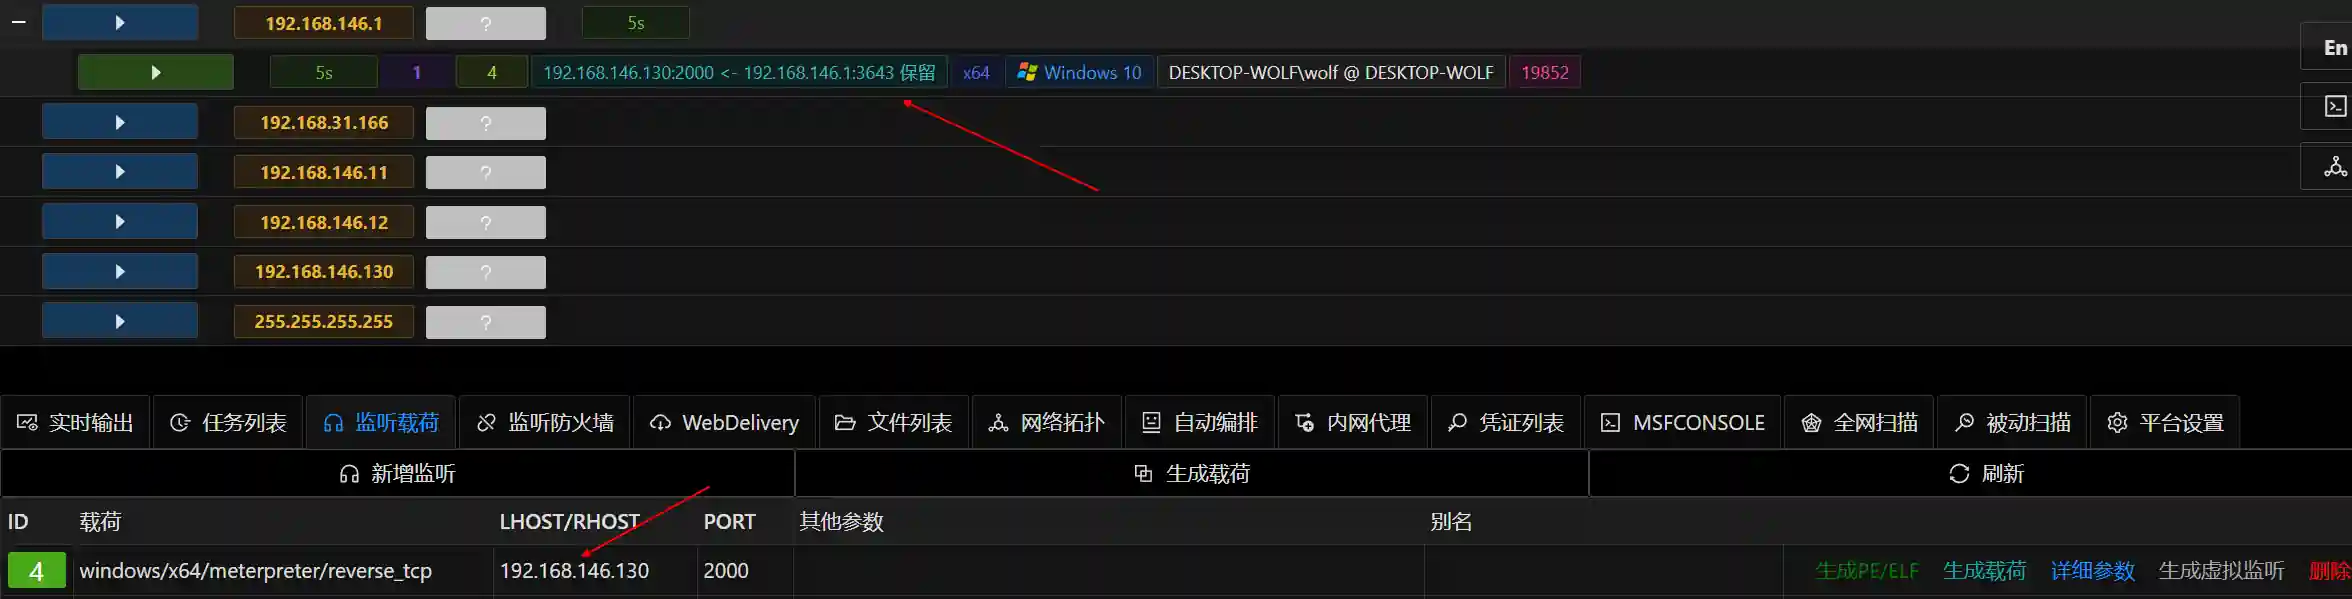 192.168.146.1 ? 5s
En
5s 1 4 192.168.146.130:2000 <- 192.168.146.1:3643 保留 x64 Windows 10 DESKTOP-WOLF\wolf @ DESKTOP-WOLF 19852
192.168.31.166 ?
192.168.146.11 ?
192.168.146.12 ?
192.168.146.130 ?
255.255.255.255 ?
实时输出 任务列表 监听载荷 监听防火墙 WebDelivery 文件列表 网络拓扑 自动编排 内网代理 凭证列表 MSFCONSOLE 全网扫描 被动扫描 平台设置
新增监听 生成载荷 刷新
ID 载荷 LHOST/RHOST PORT 其他参数 别名
4 windows/x64/meterpreter/reverse_tcp 192.168.146.130 2000 生成PE/ELF 生成载荷 详细参数 生成虚拟监听 删除